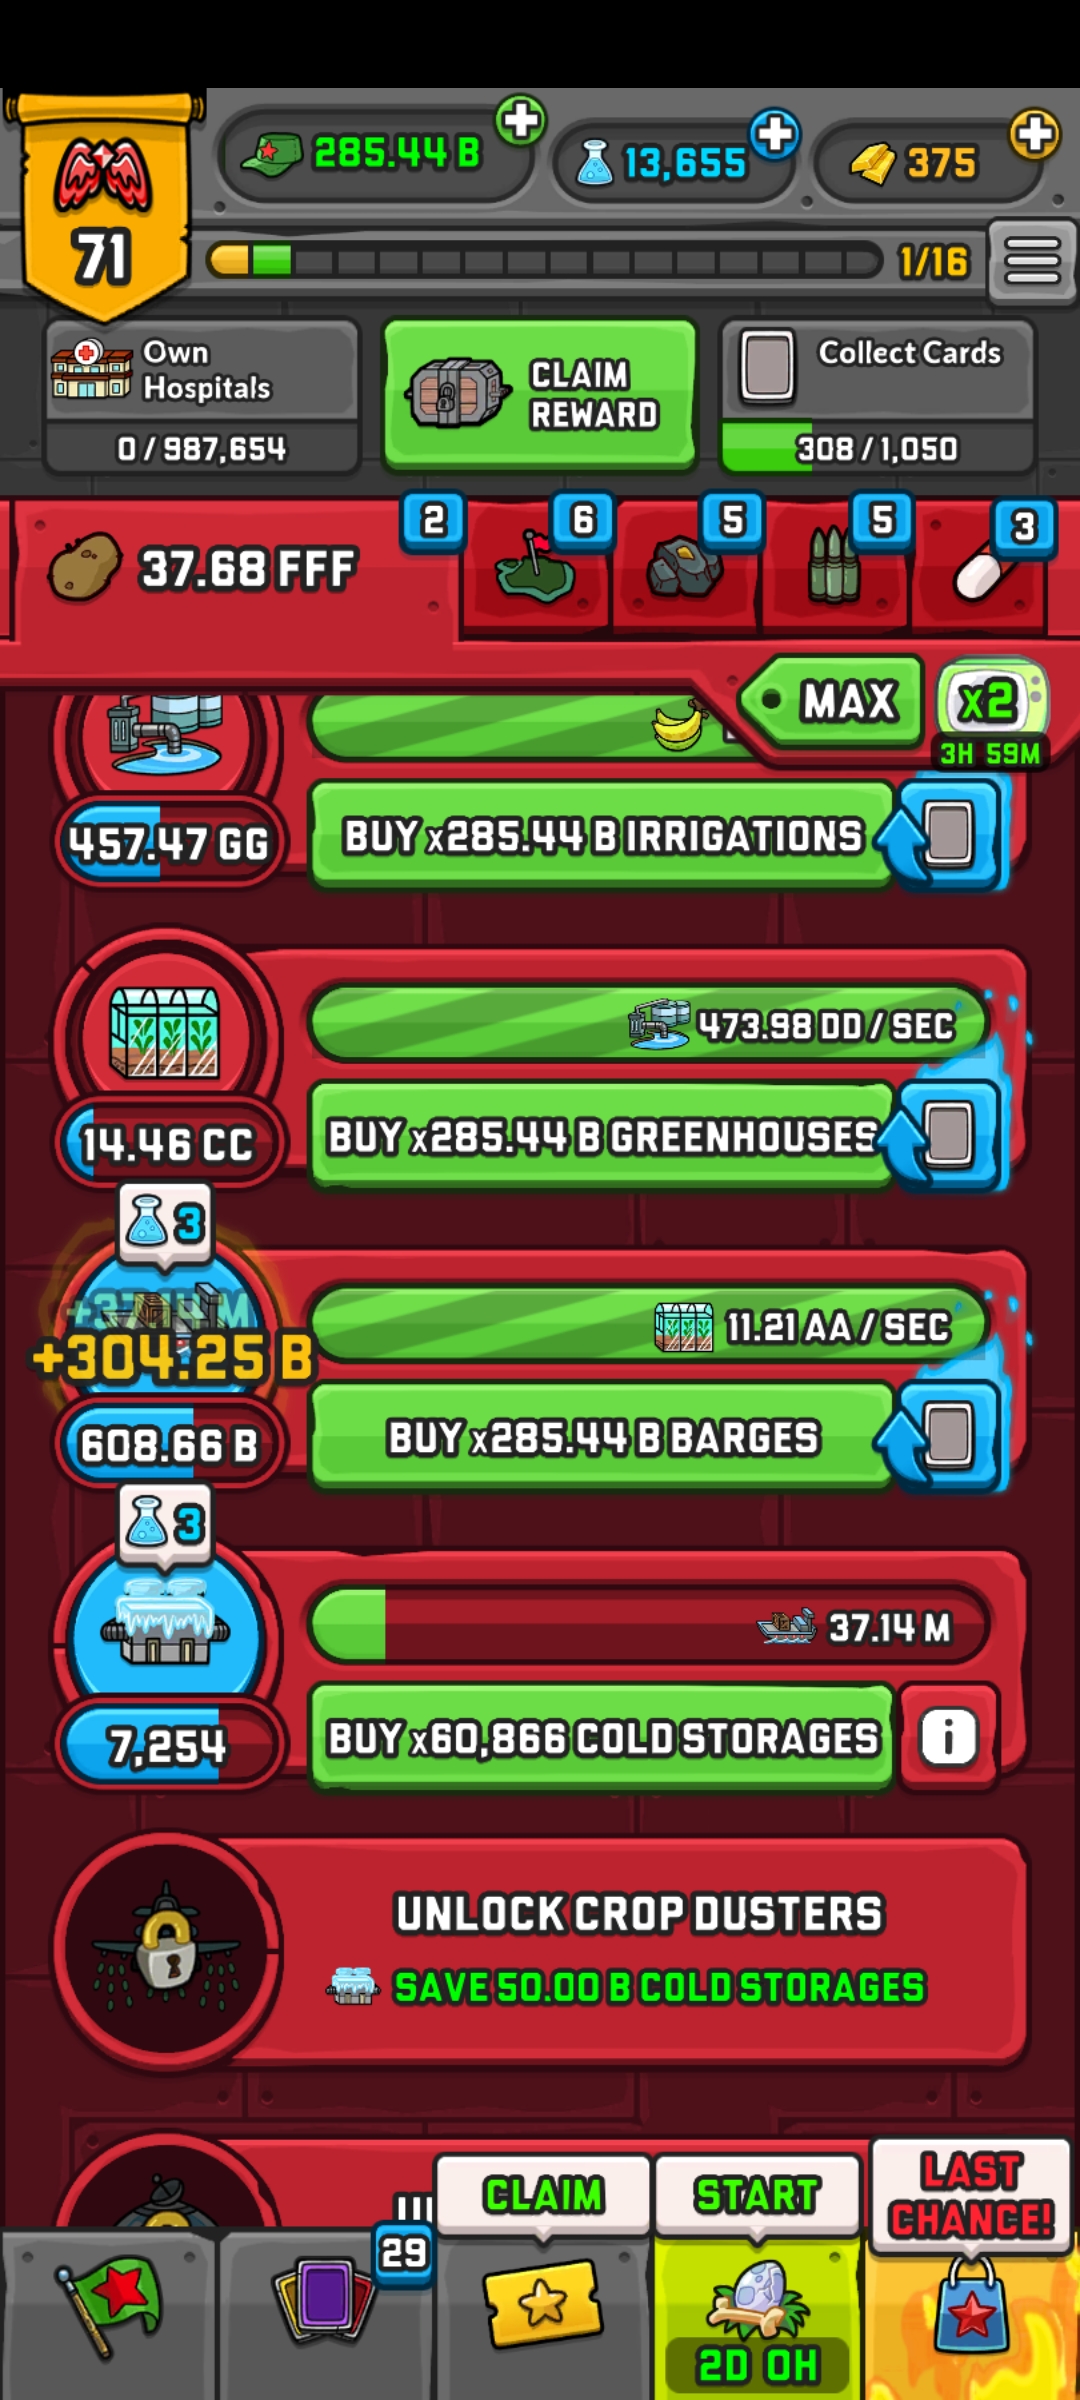 285.44 B
13,655
375
71
1/16
Own
Hospitals
0 / 987,654
CLAIM
REWARD
Collect Cards
308 / 1,050
37.68 FFF
2
6
5
5
3
MAX
x2
3H 59M
457.47 GG
BUY x285.44 B IRRIGATIONS
473.98 DD / SEC
14.46 CC
BUY x285.44 B GREENHOUSES
3
+37.14 M
+304.25 B
11.21 AA / SEC
608.66 B
BUY x285.44 B BARGES
3
37.14 M
7,254
BUY x60,866 COLD STORAGES
i
UNLOCK CROP DUSTERS
SAVE 50.00 B COLD STORAGES
29
CLAIM
START
LAST
CHANCE!
2D 0H